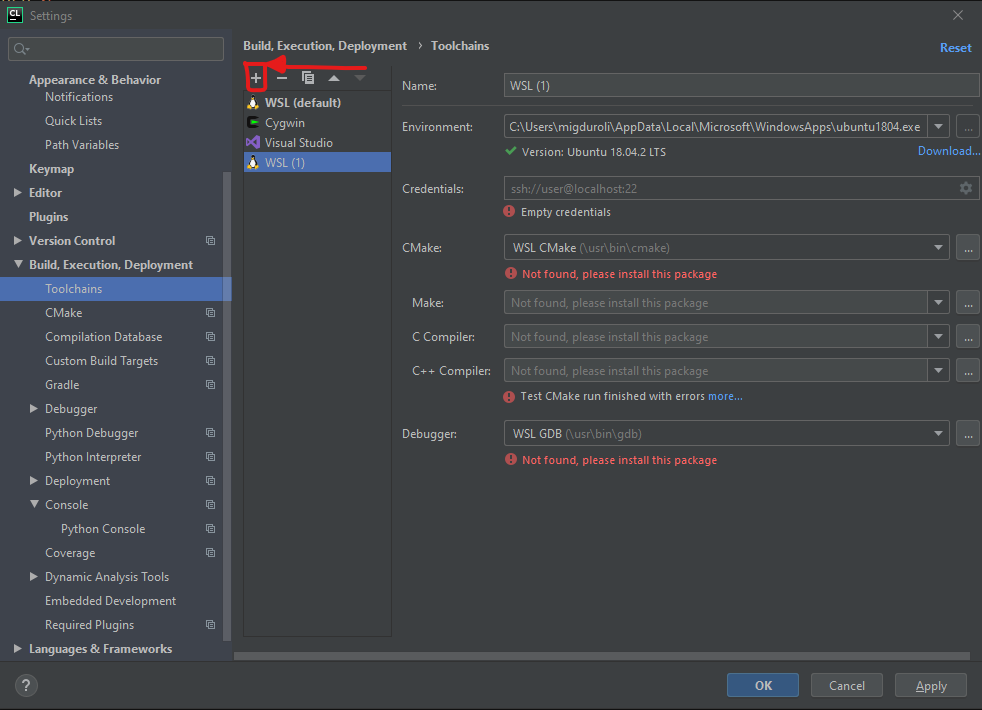 CL Settings
Build, Execution, Deployment › Toolchains
Reset
Appearance & Behavior
Notifications
Quick Lists
Path Variables
Keymap
Editor
Plugins
Version Control
Build, Execution, Deployment
Toolchains
CMake
Compilation Database
Custom Build Targets
Gradle
Debugger
Python Debugger
Python Interpreter
Deployment
Console
Python Console
Coverage
Dynamic Analysis Tools
Embedded Development
Required Plugins
Languages & Frameworks
WSL (default)
Cygwin
Visual Studio
WSL (1)
Name: WSL (1)
Environment: C:\Users\migduroli\AppData\Local\Microsoft\WindowsApps\ubuntu1804.exe ...
Version: Ubuntu 18.04.2 LTS Download...
Credentials: ssh://user@localhost:22
Empty credentials
CMake: WSL CMake (\usr\bin\cmake) ...
Not found, please install this package
Make: Not found, please install this package ...
C Compiler: Not found, please install this package ...
C++ Compiler: Not found, please install this package ...
Test CMake run finished with errors more...
Debugger: WSL GDB (\usr\bin\gdb) ...
Not found, please install this package
? OK Cancel Apply